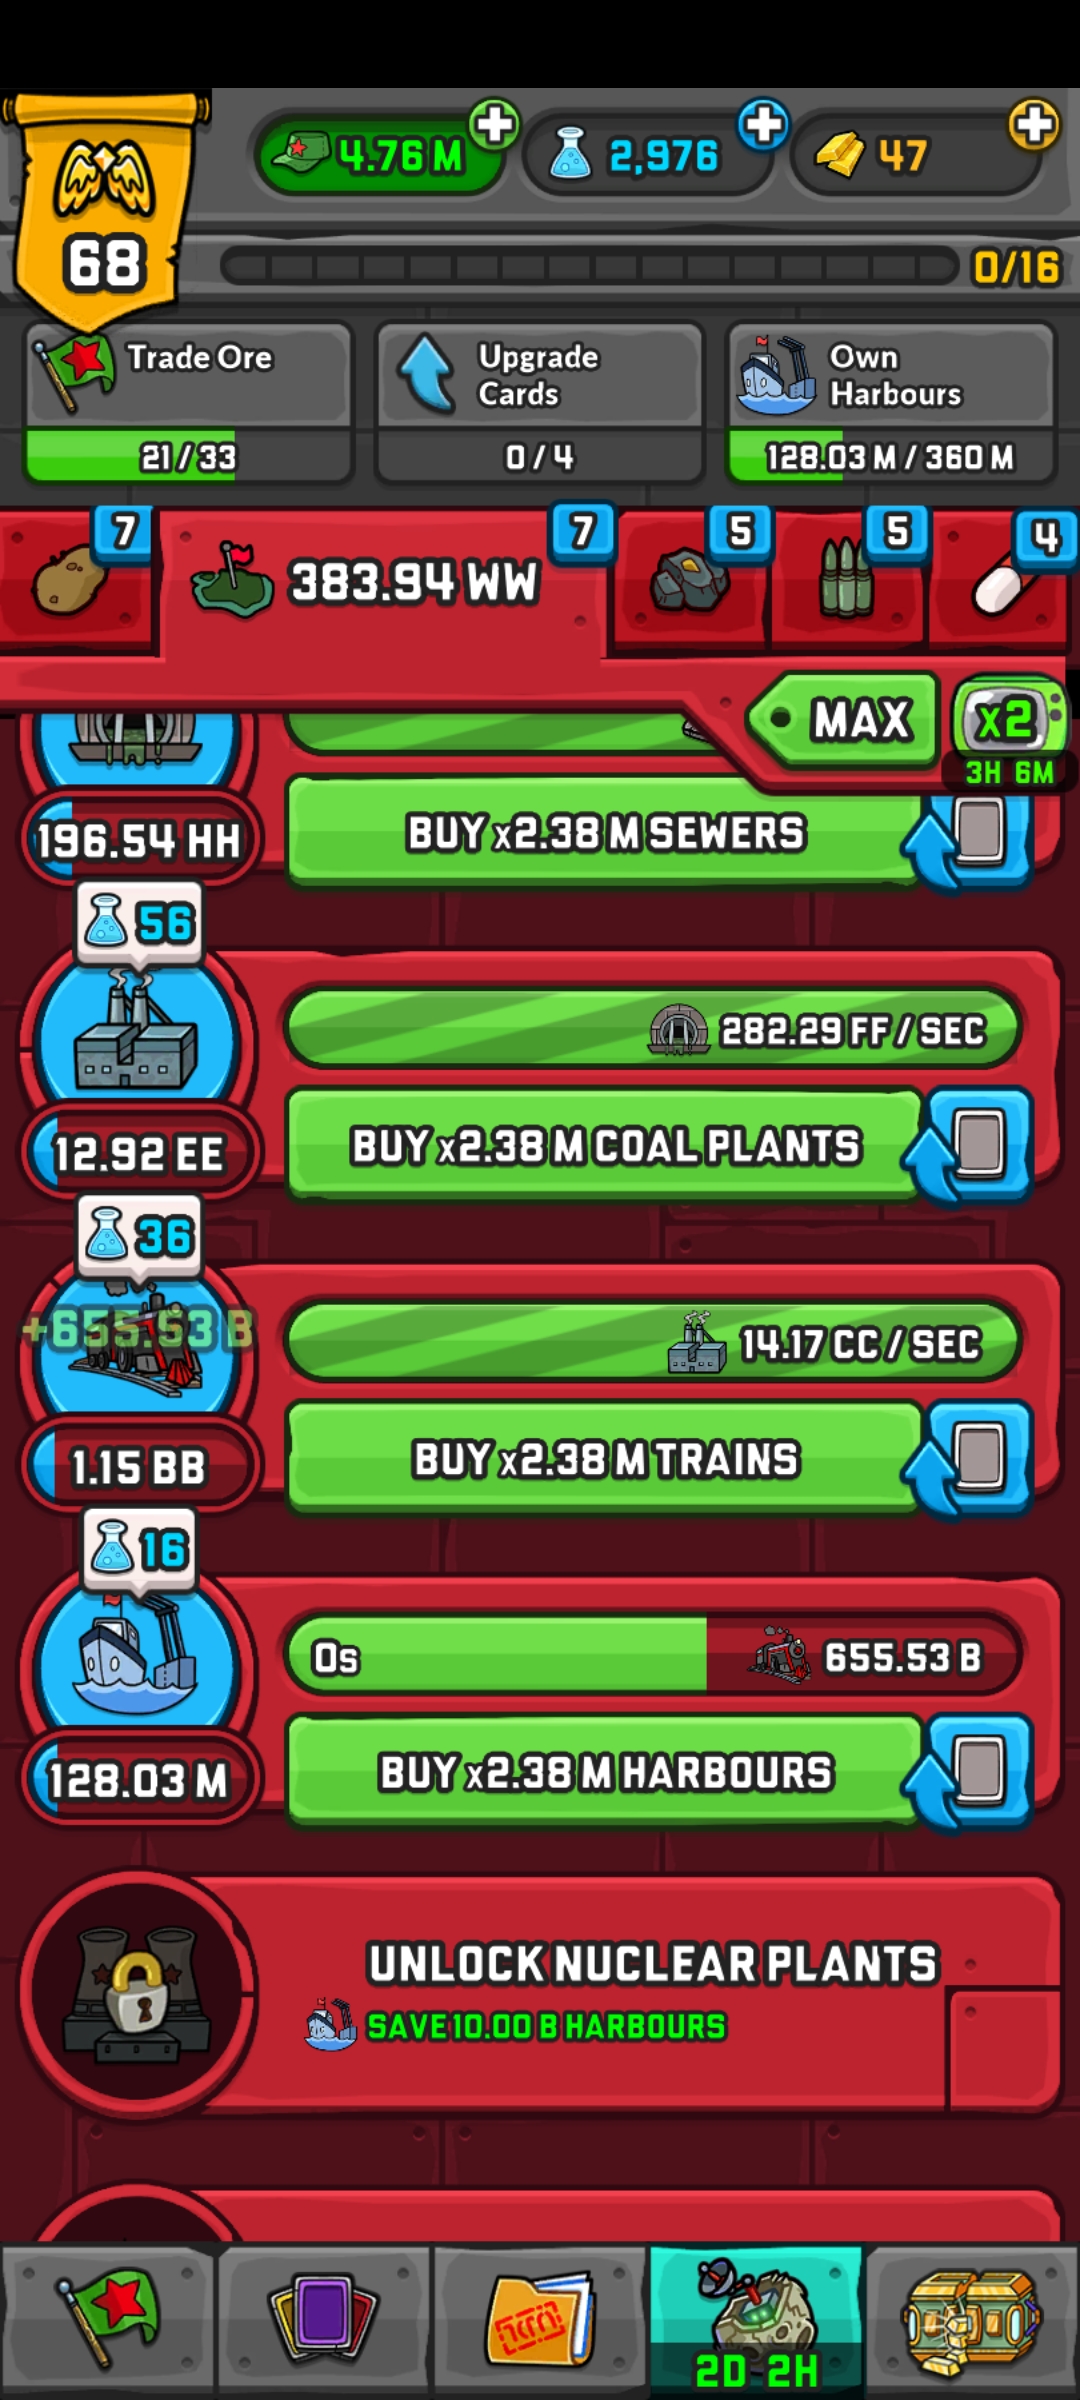 4.76 M
2,976
47
68
0/16
Trade Ore
21 / 33
Upgrade
Cards
0 / 4
Own
Harbours
128.03 M / 360 M
7
383.94 WW
7
5
5
4
MAX
x2
3H 6M
196.54 HH
BUY x2.38 M SEWERS
56
282.29 FF / SEC
12.92 EE
BUY x2.38 M COAL PLANTS
36
+655.53 B
14.17 CC / SEC
1.15 BB
BUY x2.38 M TRAINS
16
0s
655.53 B
128.03 M
BUY x2.38 M HARBOURS
UNLOCK NUCLEAR PLANTS
SAVE 10.00 B HARBOURS
2D 2H